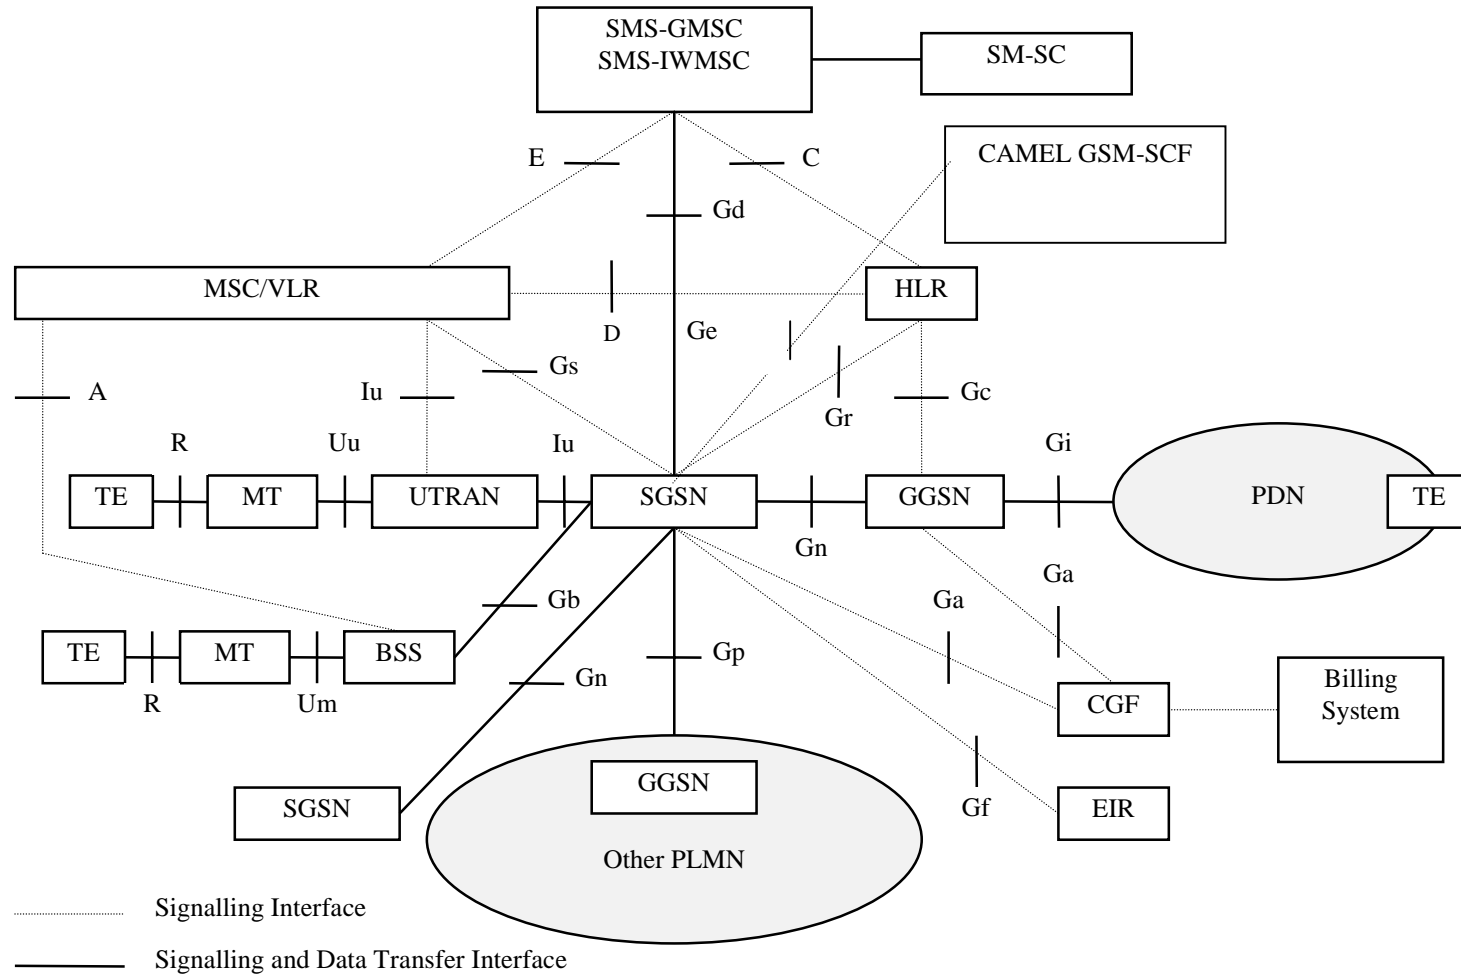 SMS-GMSC
SMS-IWMSC
SM-SC
E
C
CAMEL GSM-SCF
Gd
MSC/VLR
HLR
D
Ge
Gs
A
Iu
Gr
Gc
R
Uu
Iu
Gi
TE
MT
UTRAN
SGSN
GGSN
PDN
TE
Gn
Ga
Gb
Ga
TE
MT
BSS
Gp
Gn
R
Um
CGF
Billing
System
GGSN
SGSN
Gf
EIR
Other PLMN
Signalling Interface
Signalling and Data Transfer Interface